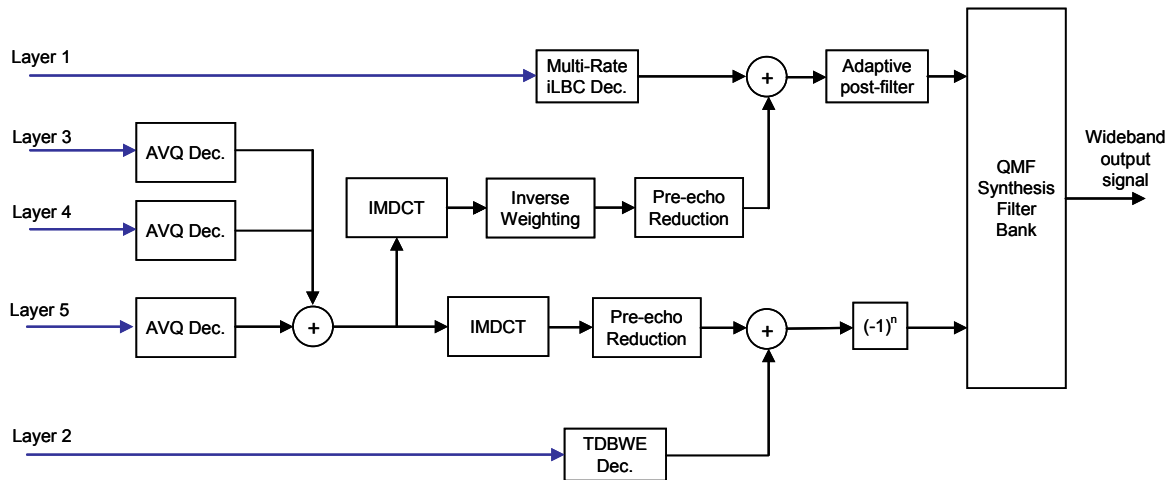 Layer 1
Multi-Rate
iLBC Dec.
+
Adaptive
post-filter
Layer 3
AVQ Dec.
Layer 4
AVQ Dec.
IMDCT
Inverse
Weighting
Pre-echo
Reduction
QMF
Synthesis
Filter
Bank
Wideband
output
signal
Layer 5
AVQ Dec.
+
IMDCT
Pre-echo
Reduction
+
(-1)ⁿ
Layer 2
TDBWE
Dec.